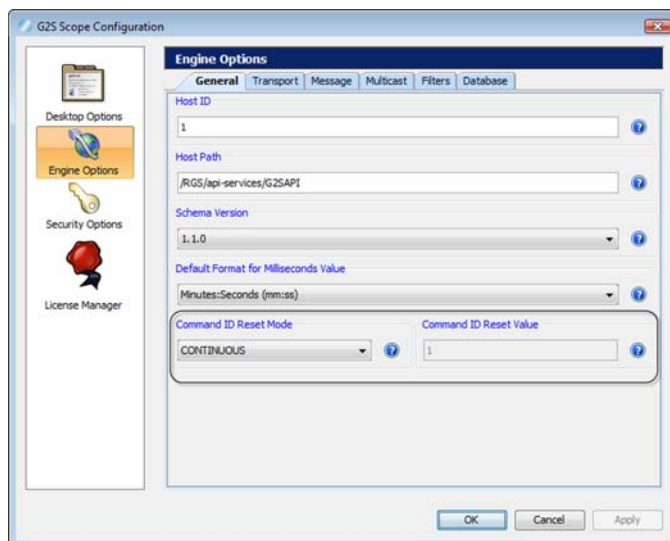 G2S Scope Configuration
Desktop Options
Engine Options
Security Options
License Manager
Engine Options
General Transport Message Multicast Filters Database
Host ID
1
Host Path
/RGS/api-services/G2SAPI
Schema Version
1.1.0
Default Format for Milliseconds Value
Minutes:Seconds (mm:ss)
Command ID Reset Mode Command ID Reset Value
CONTINUOUS 1
OK Cancel Apply